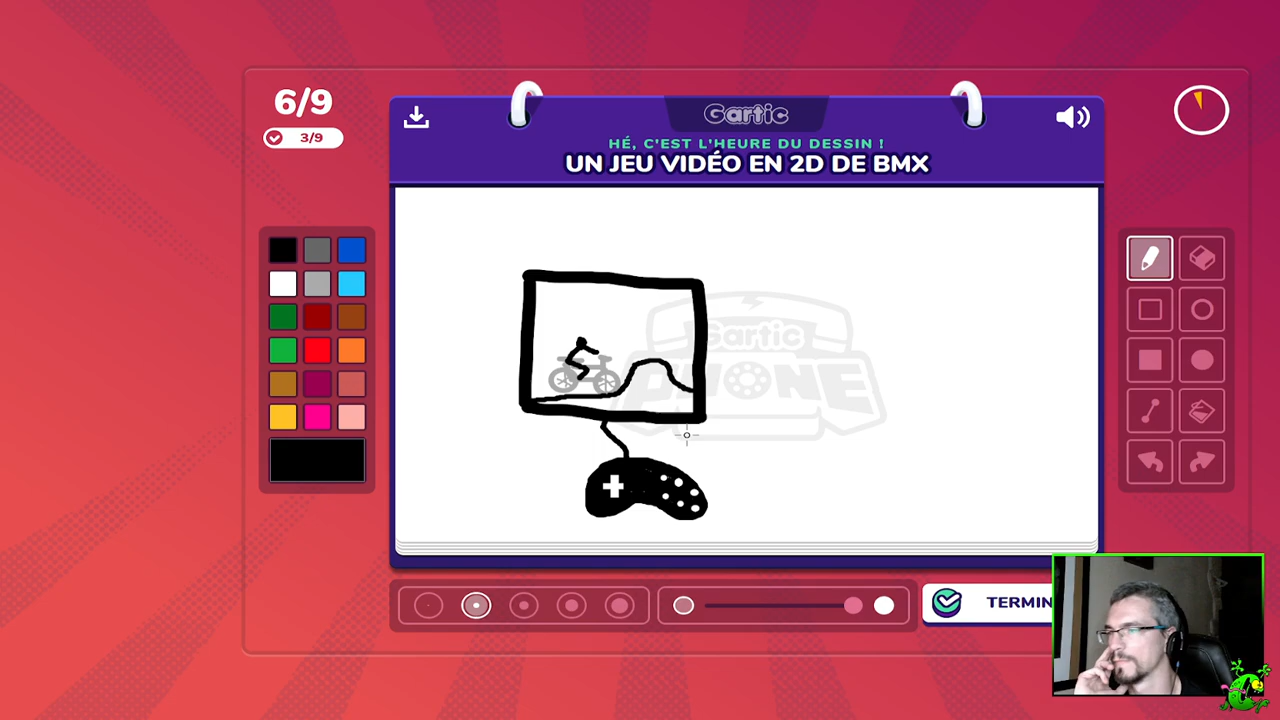 6/9
3/9
Gartic
HÉ, C'EST L'HEURE DU DESSIN !
UN JEU VIDÉO EN 2D DE BMX
Gartic
PHONE